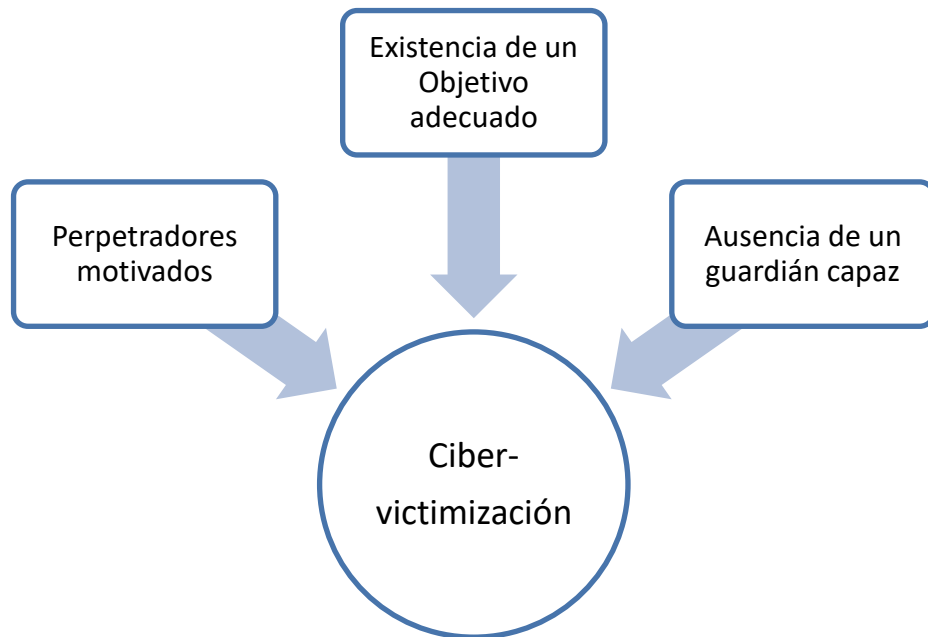 Existencia de un
Objetivo
adecuado
Perpetradores
motivados
Ausencia de un
guardián capaz
Ciber-
victimización